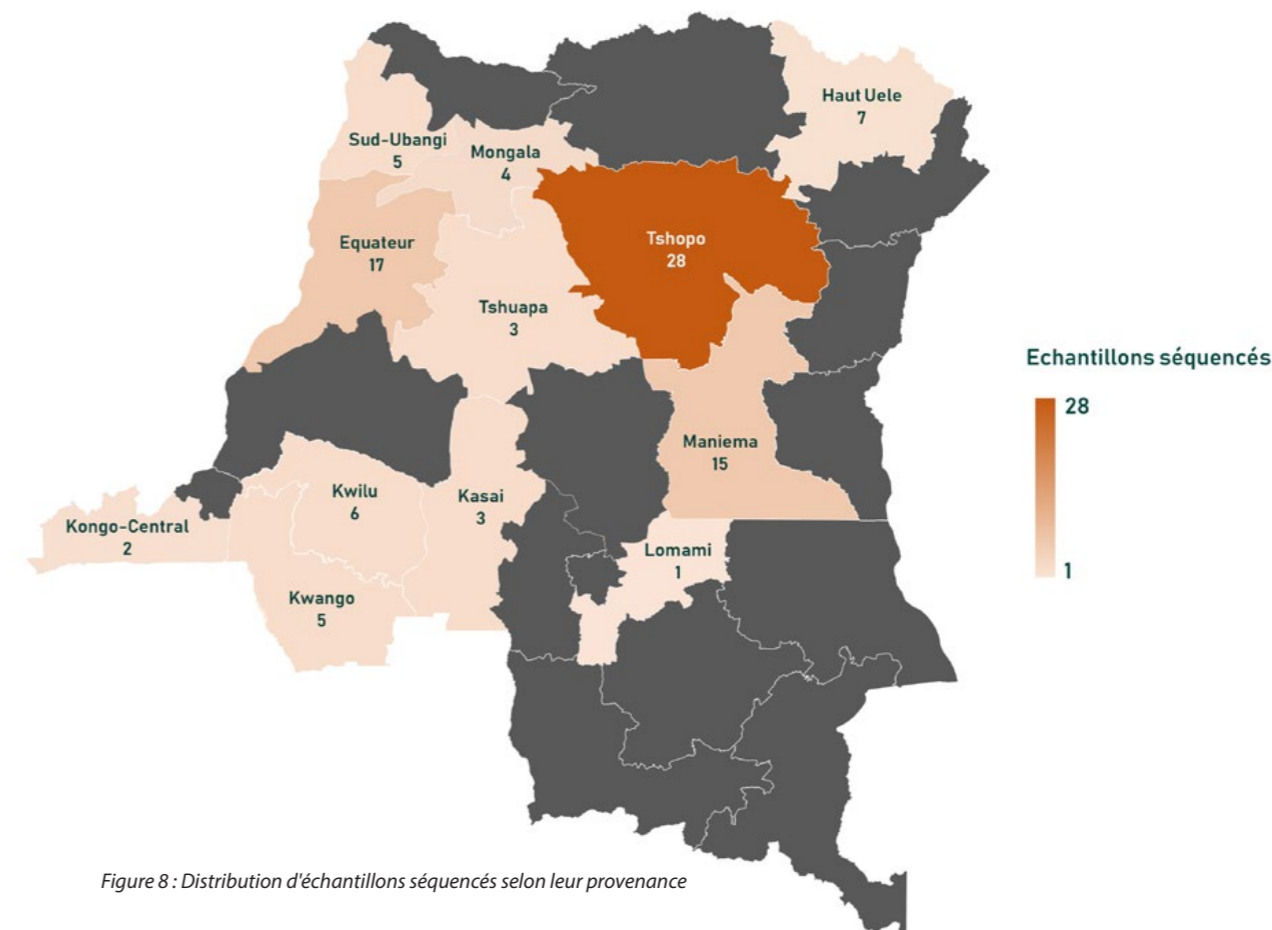 Haut Uele
7
Sud-Ubangi
5
Mongala
4
Equateur
17
Tshopo
28
Tshuapa
3
Echantillons séquencés
28
1
Maniema
15
Kwilu
6
Kasai
3
Kongo-Central
2
Lomami
1
Kwango
5
Figure 8 : Distribution d'échantillons séquencés selon leur provenance